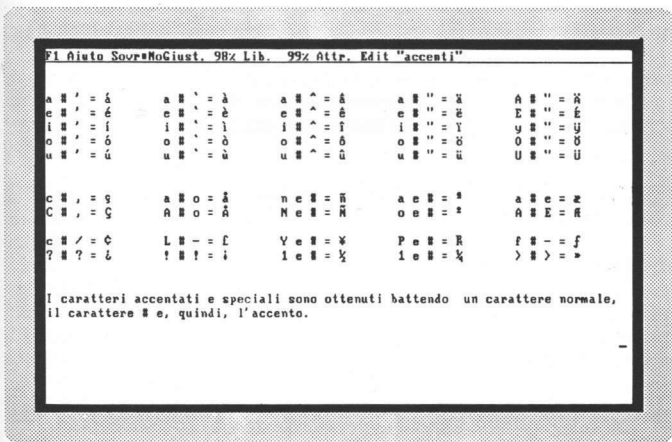 F1 Aiuto Sovr■NoGiust. 98% Lib. 99% Attr. Edit "accenti"
a # ' = á a # ` = à a # ^ = â a # " = ä A # " = Ä
e # ' = é e # ` = è e # ^ = ê e # " = ë E # " = É
i # ' = í i # ` = ì i # ^ = î i # " = ï y # " = ÿ
o # ' = ó o # ` = ò o # ^ = ô o # " = ö O # " = Ö
u # ' = ú u # ` = ù u # ^ = û u # " = ü U # " = Ü
c # , = ç a # o = å n e # = ñ a e # = ª a # e = æ
C # , = Ç A # o = Å N e # = Ñ o e # = º A # E = Æ
c # / = ¢ L # - = £ Y e # = ¥ P e # = ₧ f # - = ƒ
? # ? = ¿ ! # ! = ¡ 1 e # = ½ 1 e # = ¼ > # > = »
I caratteri accentati e speciali sono ottenuti battendo un carattere normale,
il carattere # e, quindi, l'accento.